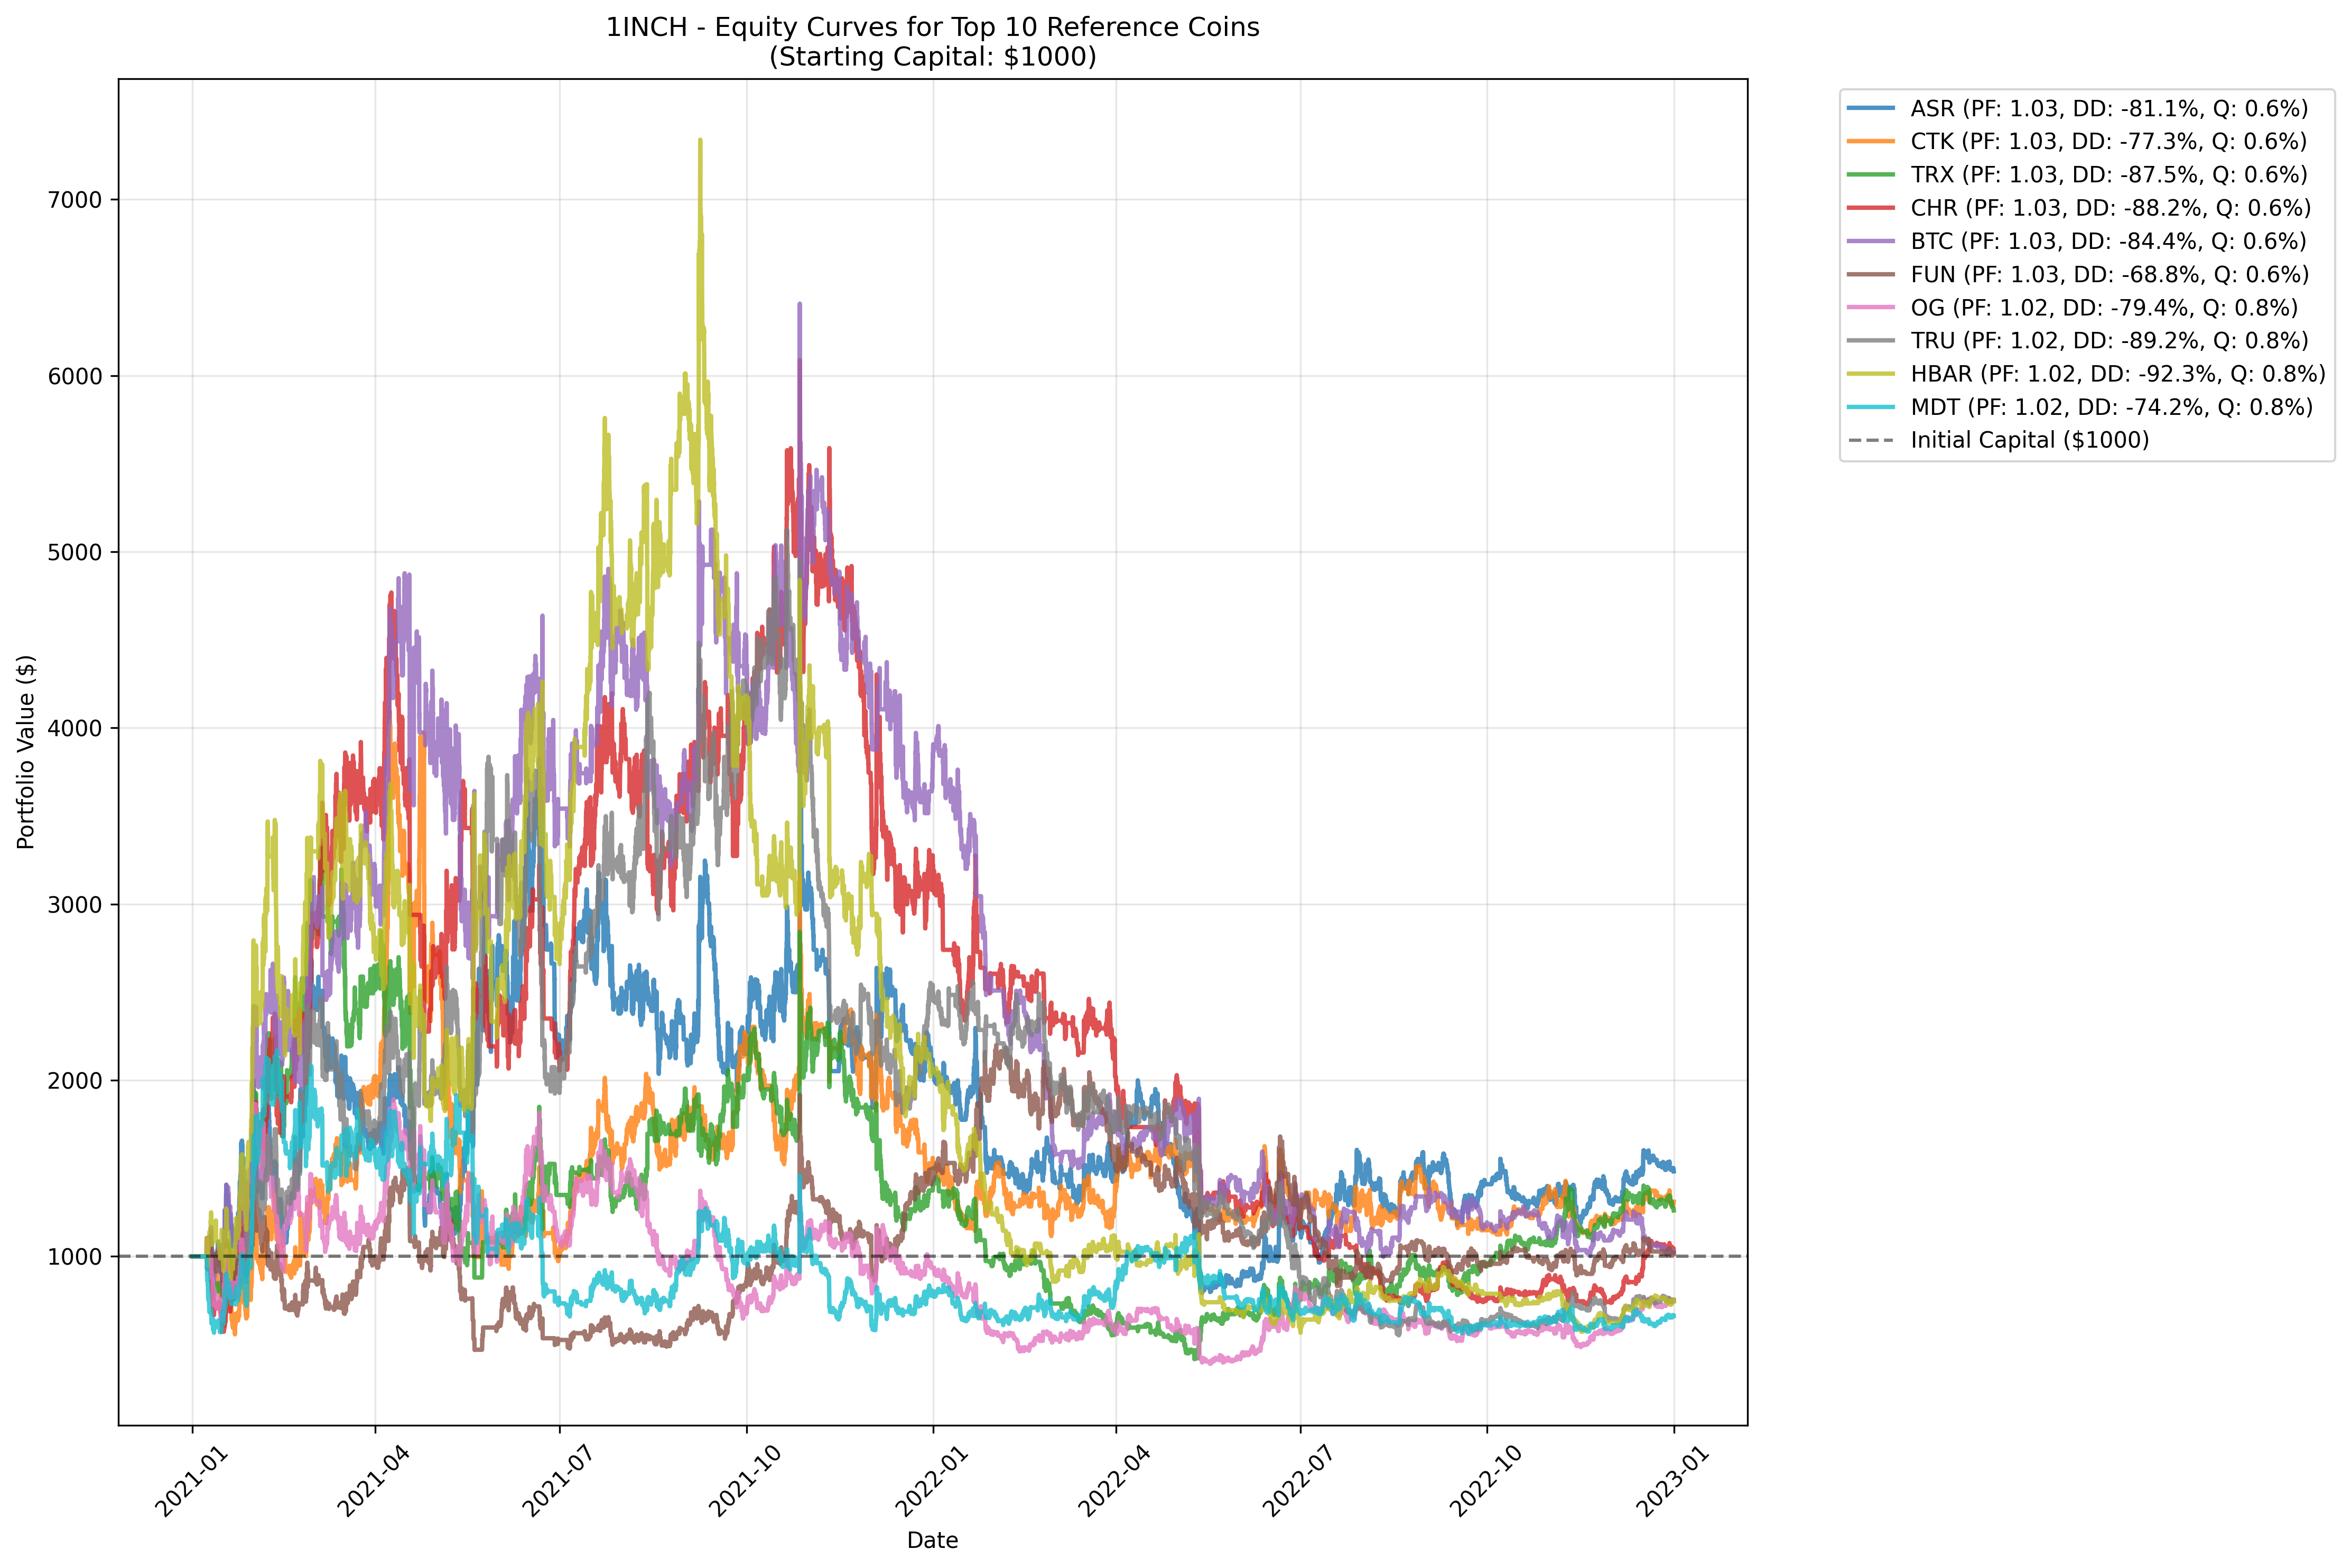 1INCH - Equity Curves for Top 10 Reference Coins
(Starting Capital: $1000)
Portfolio Value ($)
7000
6000
5000
4000
3000
2000
1000
2021-01
2021-04
2021-07
2021-10
2022-01
2022-04
2022-07
2022-10
2023-01
Date
ASR (PF: 1.03, DD: -81.1%, Q: 0.6%)
CTK (PF: 1.03, DD: -77.3%, Q: 0.6%)
TRX (PF: 1.03, DD: -87.5%, Q: 0.6%)
CHR (PF: 1.03, DD: -88.2%, Q: 0.6%)
BTC (PF: 1.03, DD: -84.4%, Q: 0.6%)
FUN (PF: 1.03, DD: -68.8%, Q: 0.6%)
OG (PF: 1.02, DD: -79.4%, Q: 0.8%)
TRU (PF: 1.02, DD: -89.2%, Q: 0.8%)
HBAR (PF: 1.02, DD: -92.3%, Q: 0.8%)
MDT (PF: 1.02, DD: -74.2%, Q: 0.8%)
Initial Capital ($1000)